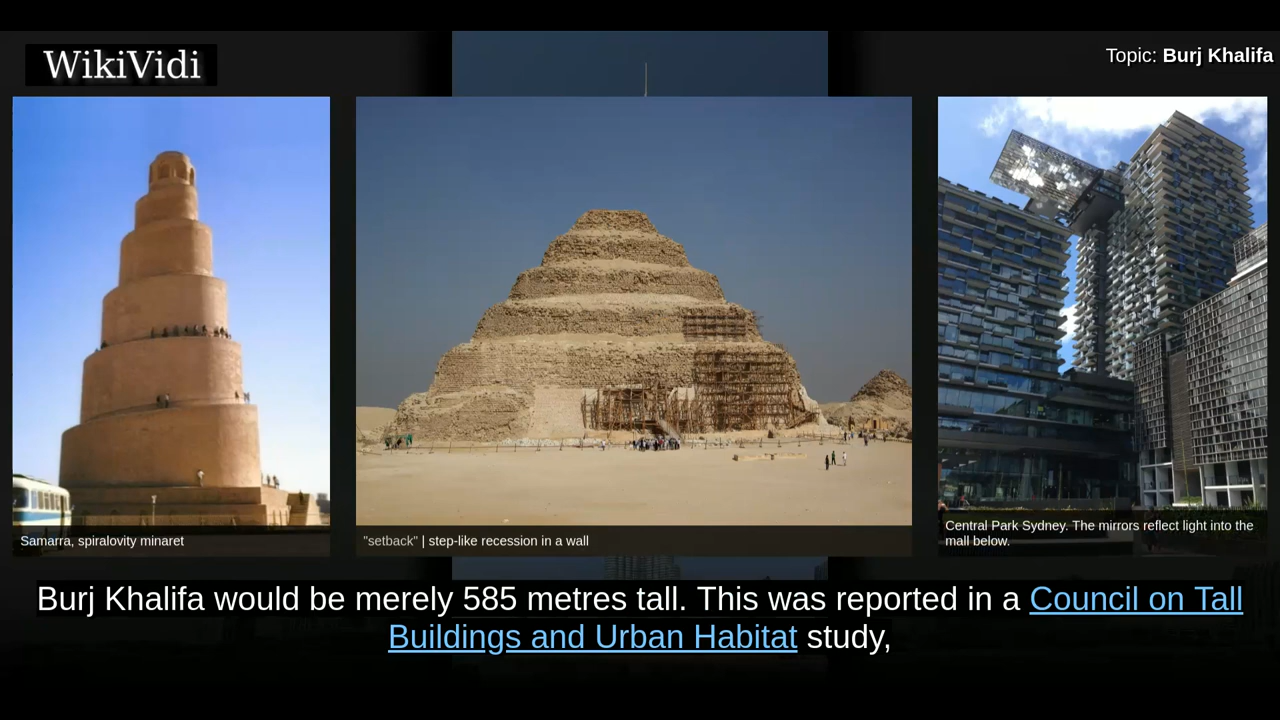 WikiVidi
Topic: Burj Khalifa
Samarra, spiralovity minaret
"setback" | step-like recession in a wall
Central Park Sydney. The mirrors reflect light into the
mall below.
Burj Khalifa would be merely 585 metres tall. This was reported in a Council on Tall
Buildings and Urban Habitat study,